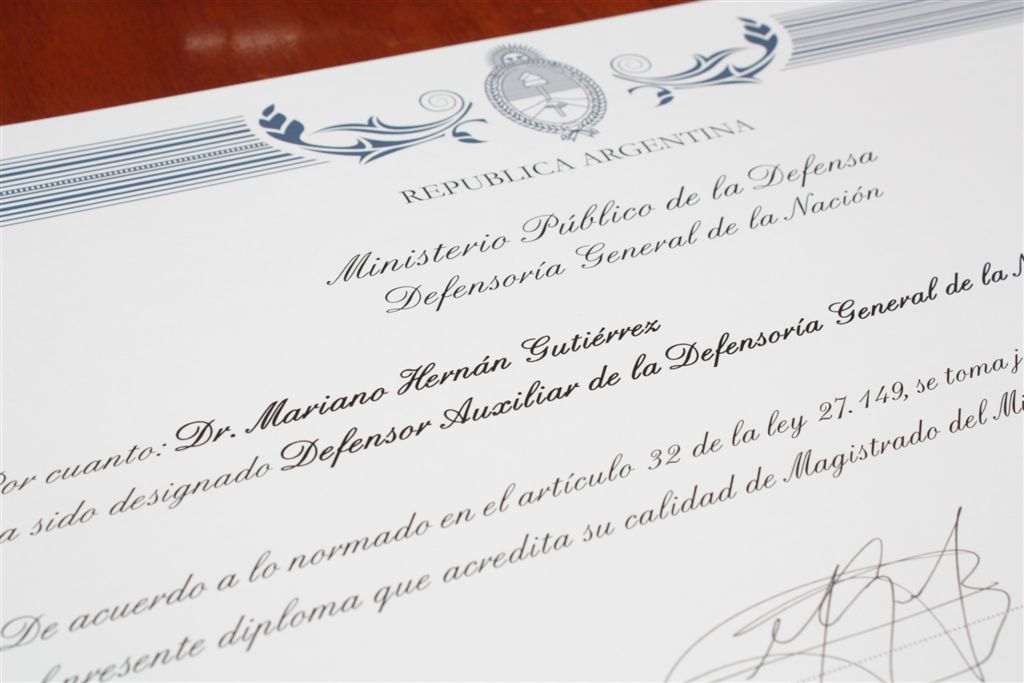 REPUBLICA ARGENTINA
Ministerio Público de la Defensa
Defensoría General de la Nación
Por cuanto: Dr. Mariano Hernán Gutiérrez
a sido designado Defensor Auxiliar de la Defensoría General de la N
De acuerdo a lo normado en el artículo 32 de la ley 27.149, se toma j
l presente diploma que acredita su calidad de Magistrado del Mi